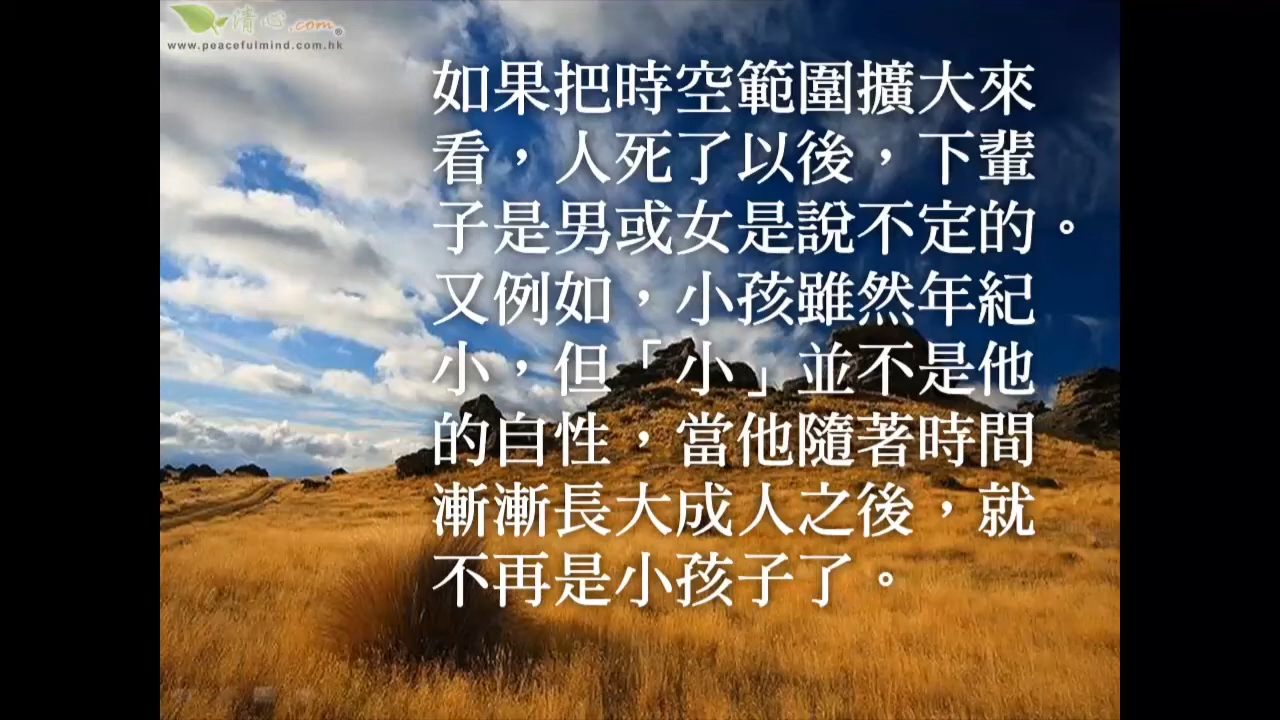 清心.com®
www.peacefulmind.com.hk
如果把時空範圍擴大來
看，人死了以後，下輩
子是男或女是說不定的。
又例如，小孩雖然年紀
小，但「小」並不是他
的自性，當他隨著時間
漸漸長大成人之後，就
不再是小孩子了。